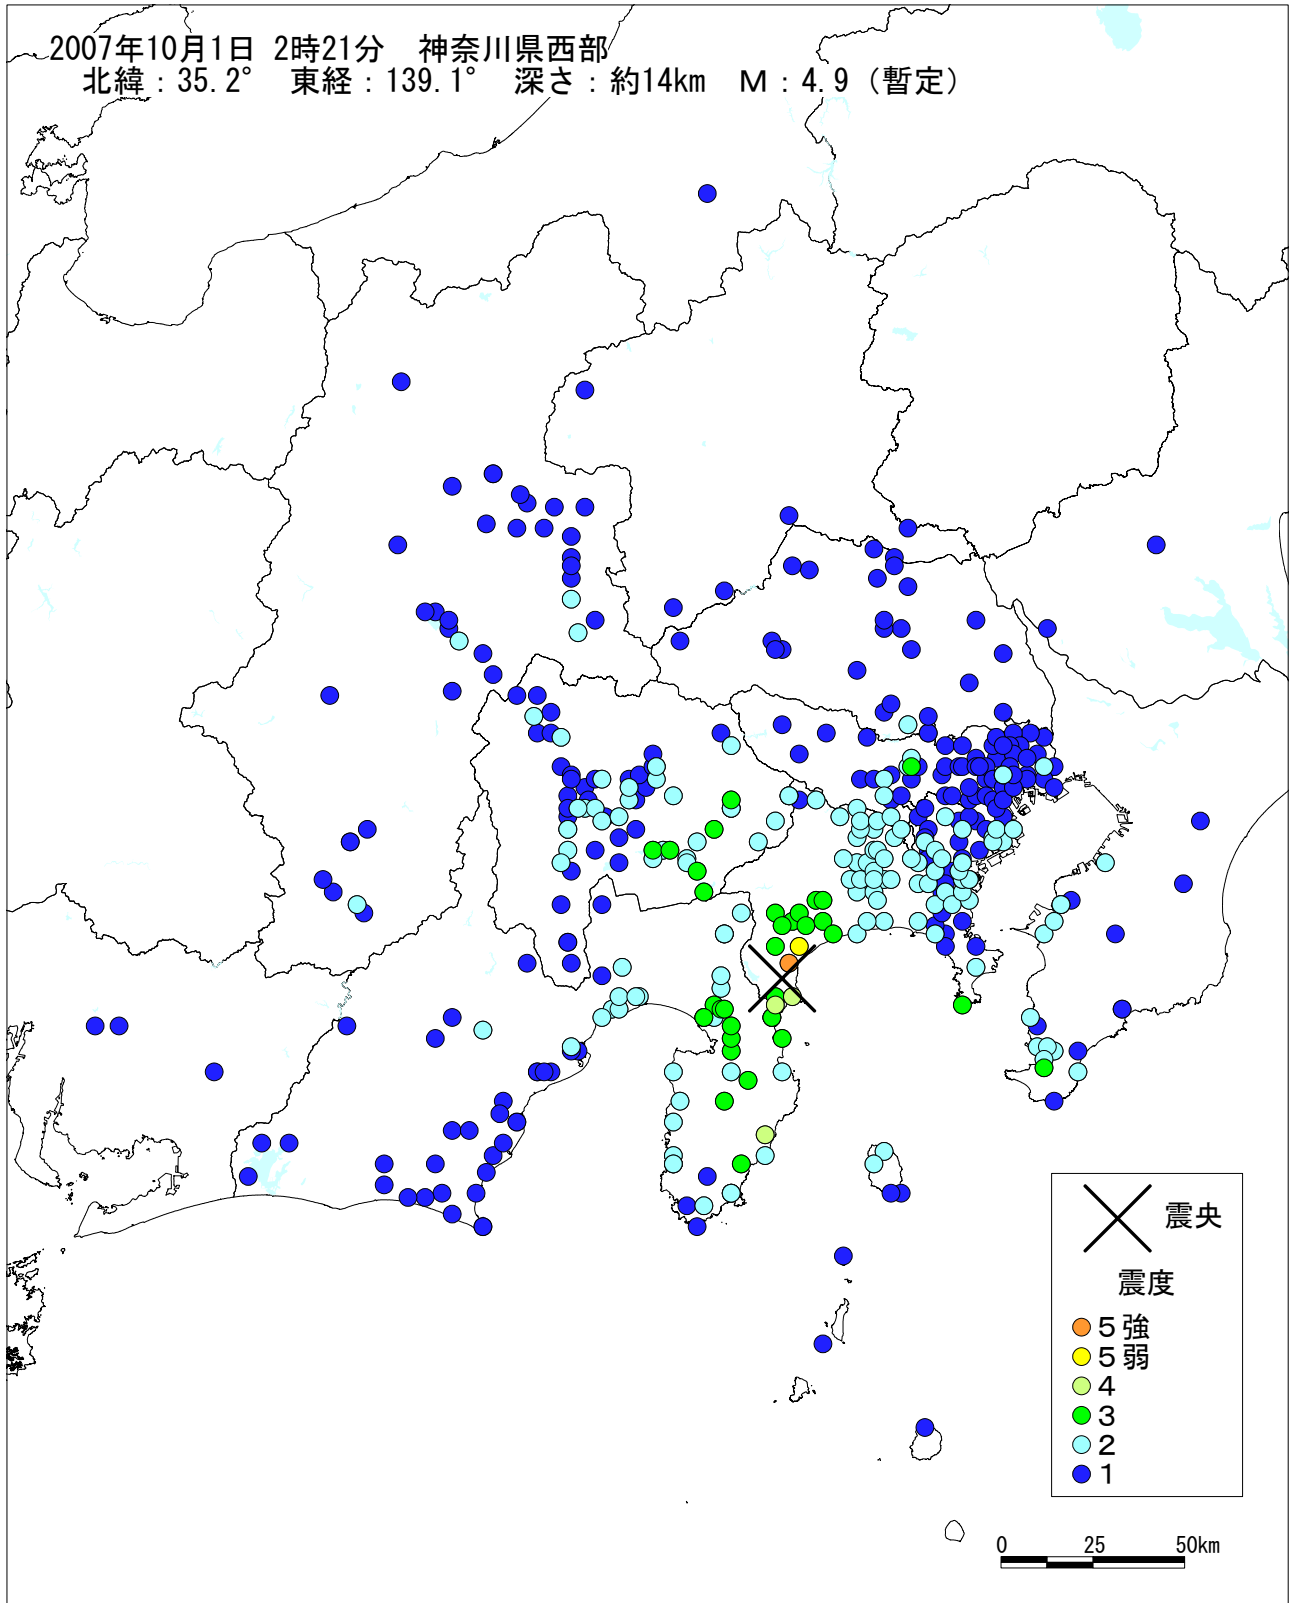 2007年10月1日 2時21分　神奈川県西部
北緯：35.2°　東経：139.1°　深さ：約14km　Ｍ：4.9（暫定）
震央
震度
５強
５弱
４
３
２
１
0 25 50km